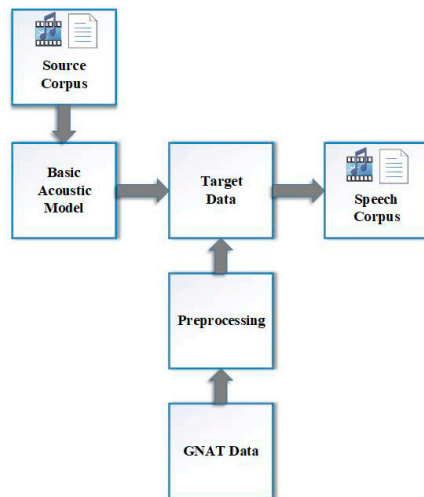 Source
Corpus
Basic
Acoustic
Model
Target
Data
Speech
Corpus
Preprocessing
GNAT Data